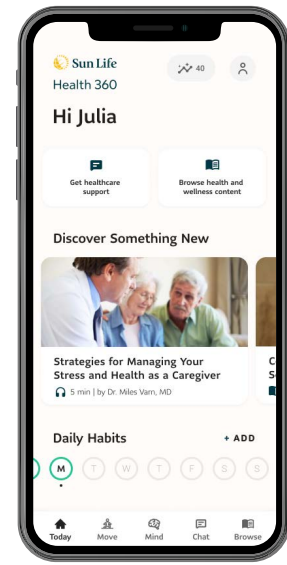 Sun Life
Health 360
40
Hi Julia
Get healthcare
support
Browse health and
wellness content
Discover Something New
Strategies for Managing Your
Stress and Health as a Caregiver
5 min | by Dr. Miles Varn, MD
Daily Habits
+ ADD
M T W T F S S
Today Move Mind Chat Browse